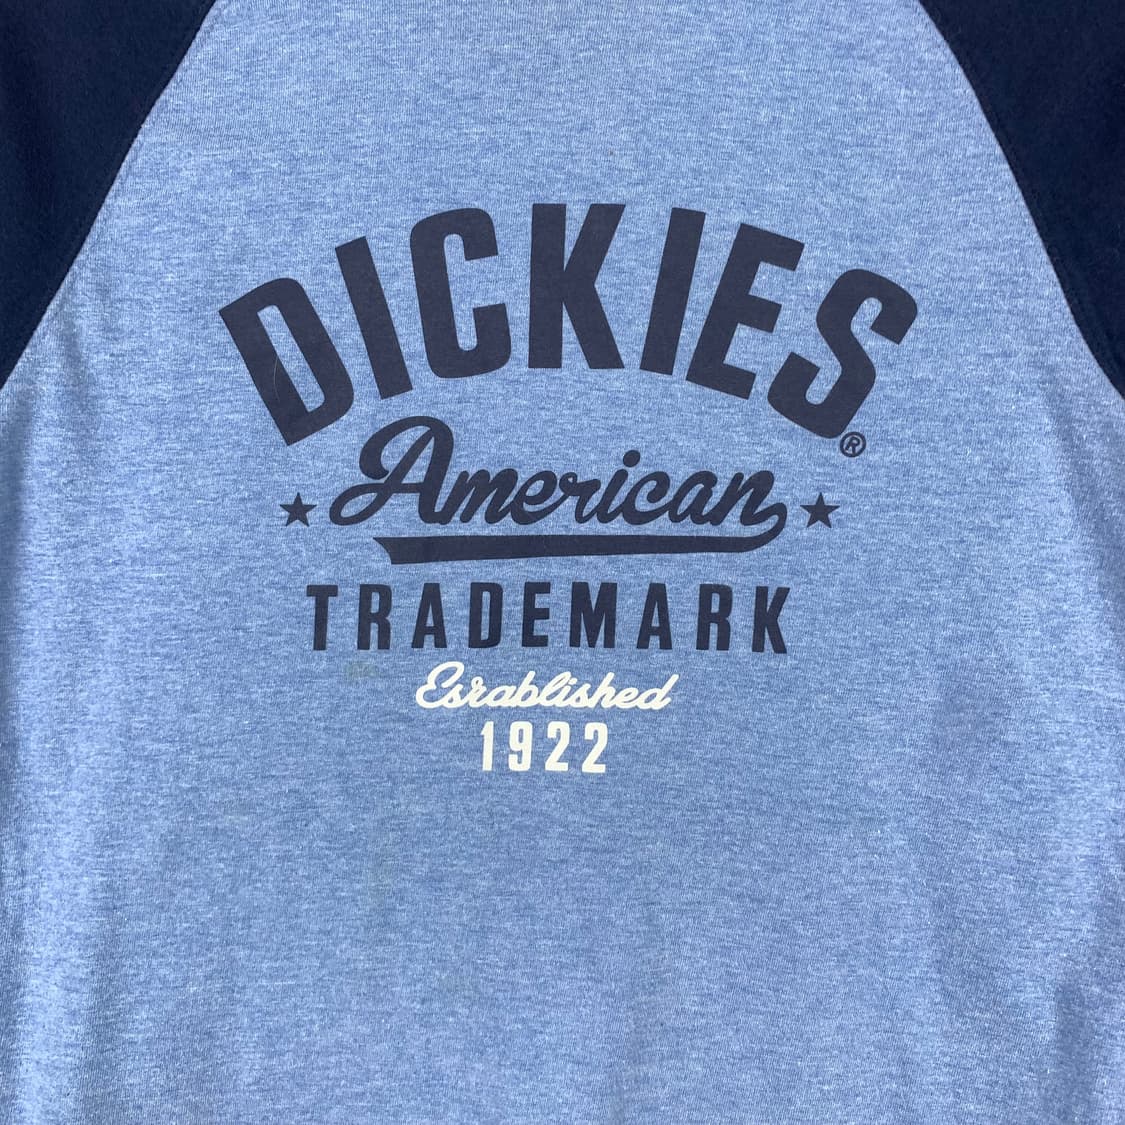 DICKIES®
American
TRADEMARK
Esrablished
1922